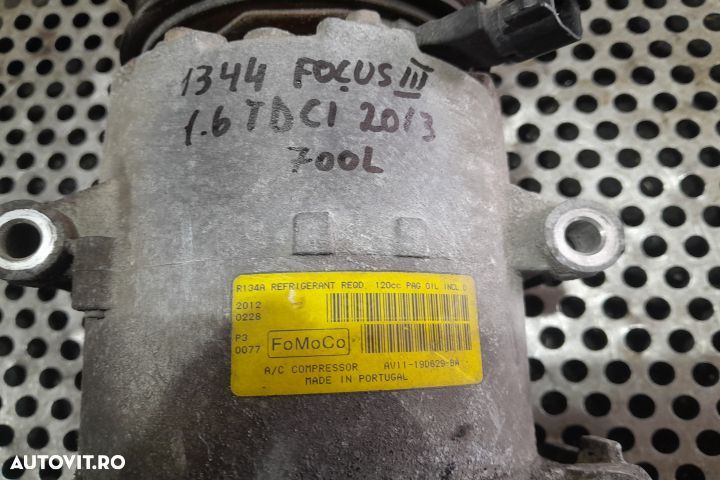 1344 FOCUS III
1.6 TDCI 2013
700L
R134A REFRIGERANT REQD. 120cc PAG OIL INCL D
2012
0228
P3
0077
FoMoCo
A/C COMPRESSOR AV11-19D629-BA
MADE IN PORTUGAL
AUTOVIT.RO